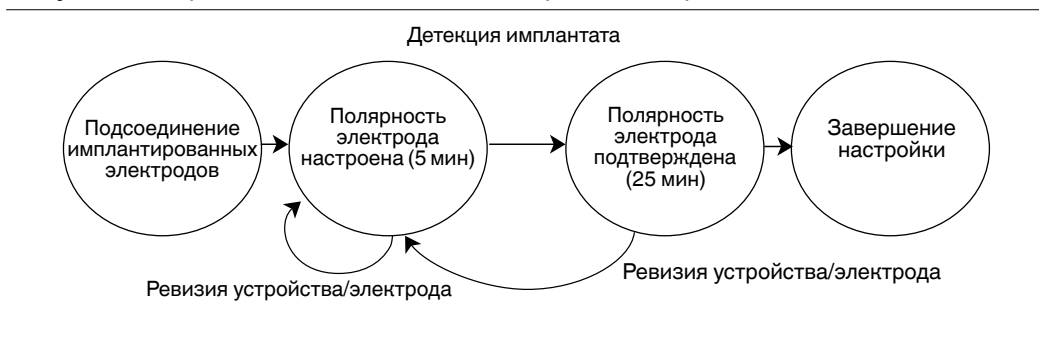 Детекция имплантата
Подсоединение
имплантированных
электродов
Полярность
электрода
настроена (5 мин)
Полярность
электрода
подтверждена
(25 мин)
Завершение
настройки
Ревизия устройства/электрода
Ревизия устройства/электрода